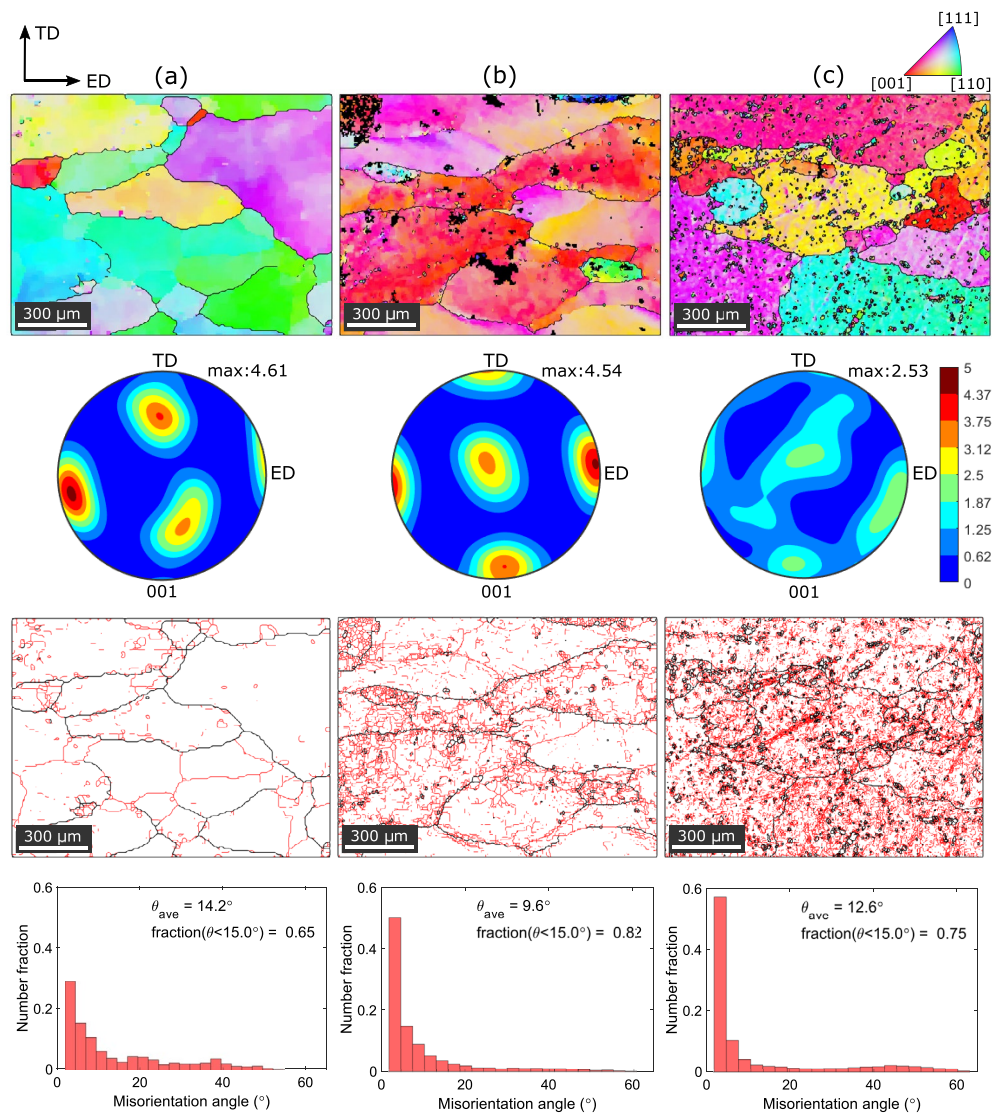 [111]
TD
ED
(a)
(b)
(c)
[001]
[110]
300 µm
300 µm
300 µm
TD
max:4.61
TD
max:4.54
TD
max:2.53
ED
ED
ED
001
001
001
5
4.37
3.75
3.12
2.5
1.87
1.25
0.62
0
300 µm
300 µm
300 µm
0.6
0.4
0.2
0
Number fraction
θave = 14.2°
fraction(θ<15.0°) = 0.65
0
20
40
60
Misorientation angle (°)
0.6
0.4
0.2
0
Number fraction
θave = 9.6°
fraction(θ<15.0°) = 0.82
0
20
40
60
Misorientation angle (°)
0.6
0.4
0.2
0
Number fraction
θave = 12.6°
fraction(θ<15.0°) = 0.75
0
20
40
60
Misorientation angle (°)